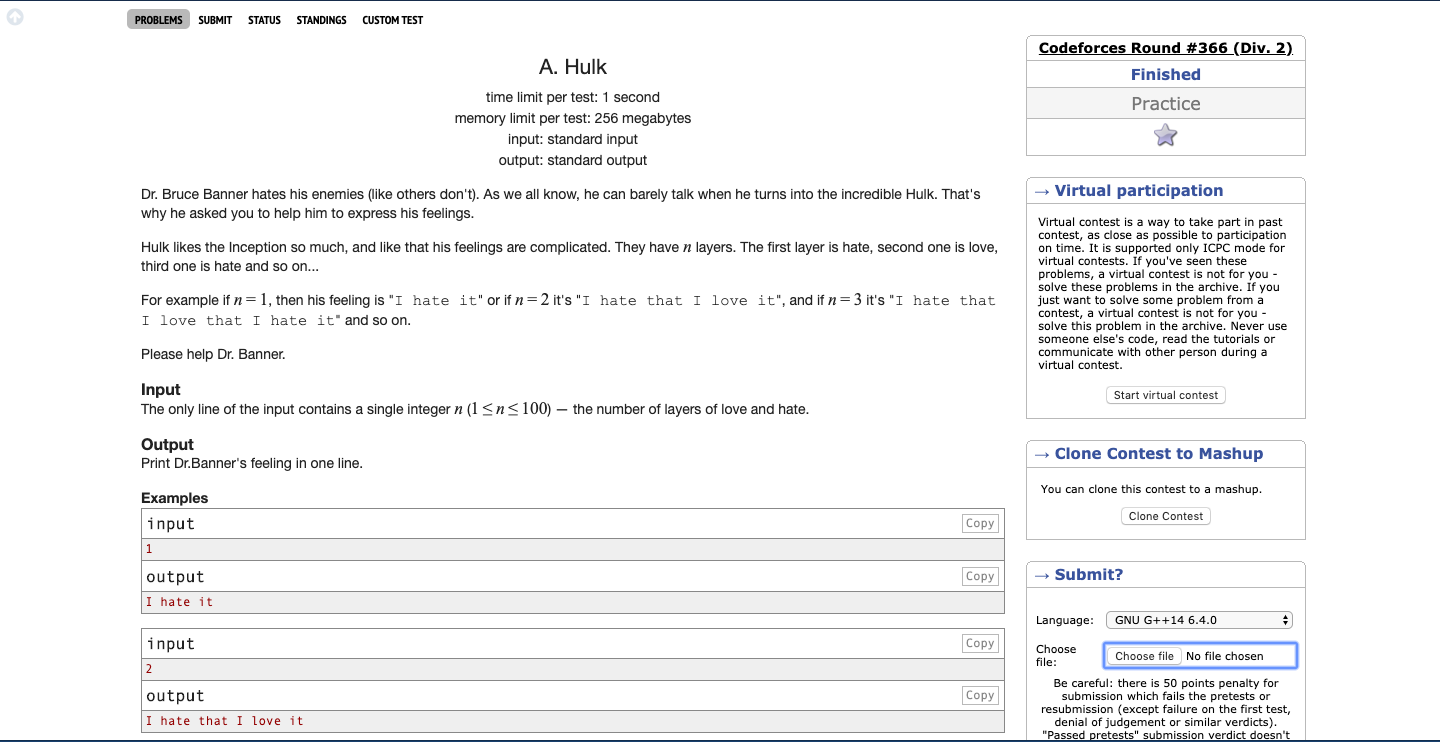 PROBLEMS SUBMIT STATUS STANDINGS CUSTOM TEST
A. Hulk
time limit per test: 1 second
memory limit per test: 256 megabytes
input: standard input
output: standard output
Dr. Bruce Banner hates his enemies (like others don't). As we all know, he can barely talk when he turns into the incredible Hulk. That's
why he asked you to help him to express his feelings.
Hulk likes the Inception so much, and like that his feelings are complicated. They have n layers. The first layer is hate, second one is love,
third one is hate and so on...
For example if n = 1, then his feeling is "I hate it" or if n = 2 it's "I hate that I love it", and if n = 3 it's "I hate that
I love that I hate it" and so on.
Please help Dr. Banner.
Input
The only line of the input contains a single integer n (1 ≤ n ≤ 100) — the number of layers of love and hate.
Output
Print Dr.Banner's feeling in one line.
Examples
input Copy
1
output Copy
I hate it
input Copy
2
output Copy
I hate that I love it
Codeforces Round #366 (Div. 2)
Finished
Practice
→ Virtual participation
Virtual contest is a way to take part in past
contest, as close as possible to participation
on time. It is supported only ICPC mode for
virtual contests. If you've seen these
problems, a virtual contest is not for you -
solve these problems in the archive. If you
just want to solve some problem from a
contest, a virtual contest is not for you -
solve this problem in the archive. Never use
someone else's code, read the tutorials or
communicate with other person during a
virtual contest.
Start virtual contest
→ Clone Contest to Mashup
You can clone this contest to a mashup.
Clone Contest
→ Submit?
Language: GNU G++14 6.4.0
Choose
file: Choose file No file chosen
Be careful: there is 50 points penalty for
submission which fails the pretests or
resubmission (except failure on the first test,
denial of judgement or similar verdicts).
"Passed pretests" submission verdict doesn't